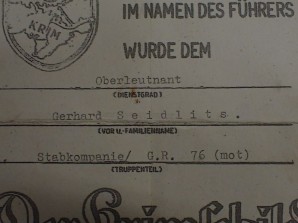 KRIM
IM NAMEN DES FÜHRERS
WURDE DEM
Oberleutnant
(DIENSTGRAD)
Gerhard Seidlits.
(VOR U. FAMILIENNAME)
Stabkompanie/ G.R. 76 (mot)
(TRUPPENTEIL)